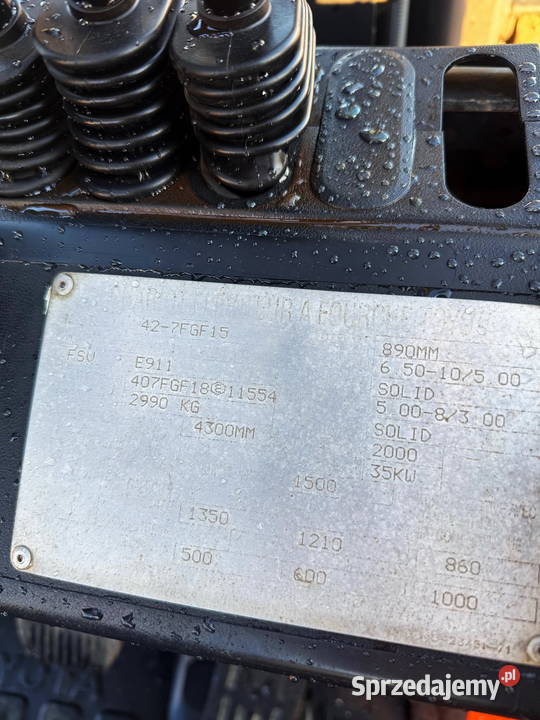 42-7FGF15
FSV E911
407FGF18©11554
2990 KG
4300MM
890MM
6.50-10/5.00
SOLID
5.00-8/3.00
SOLID
2000
35KW
1500
1350 1210 860
500 600 1000
Sprzedajemy.pl